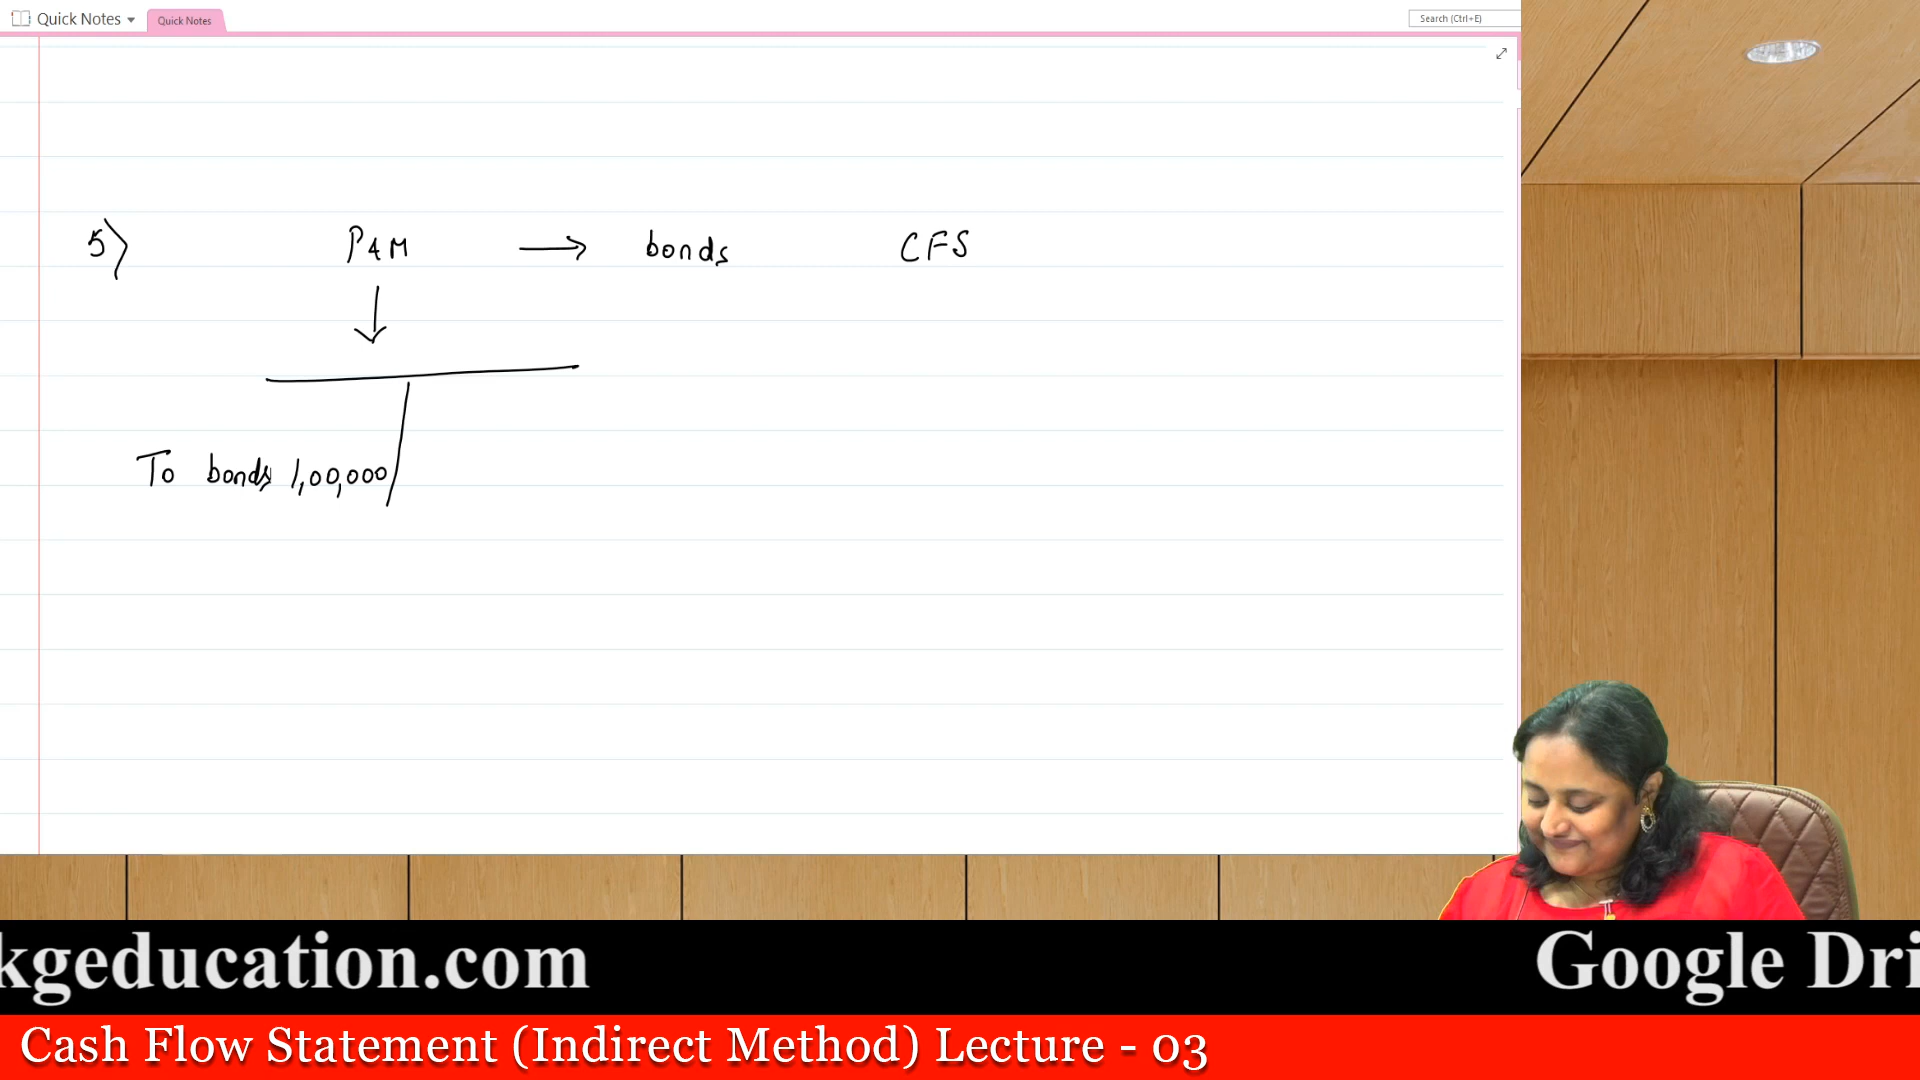 Quick Notes
Quick Notes
Search (Ctrl+E)
5) P&M → bonds CFS
To bonds 1,00,000
kgeducation.com
Google Dri
Cash Flow Statement (Indirect Method) Lecture - 03